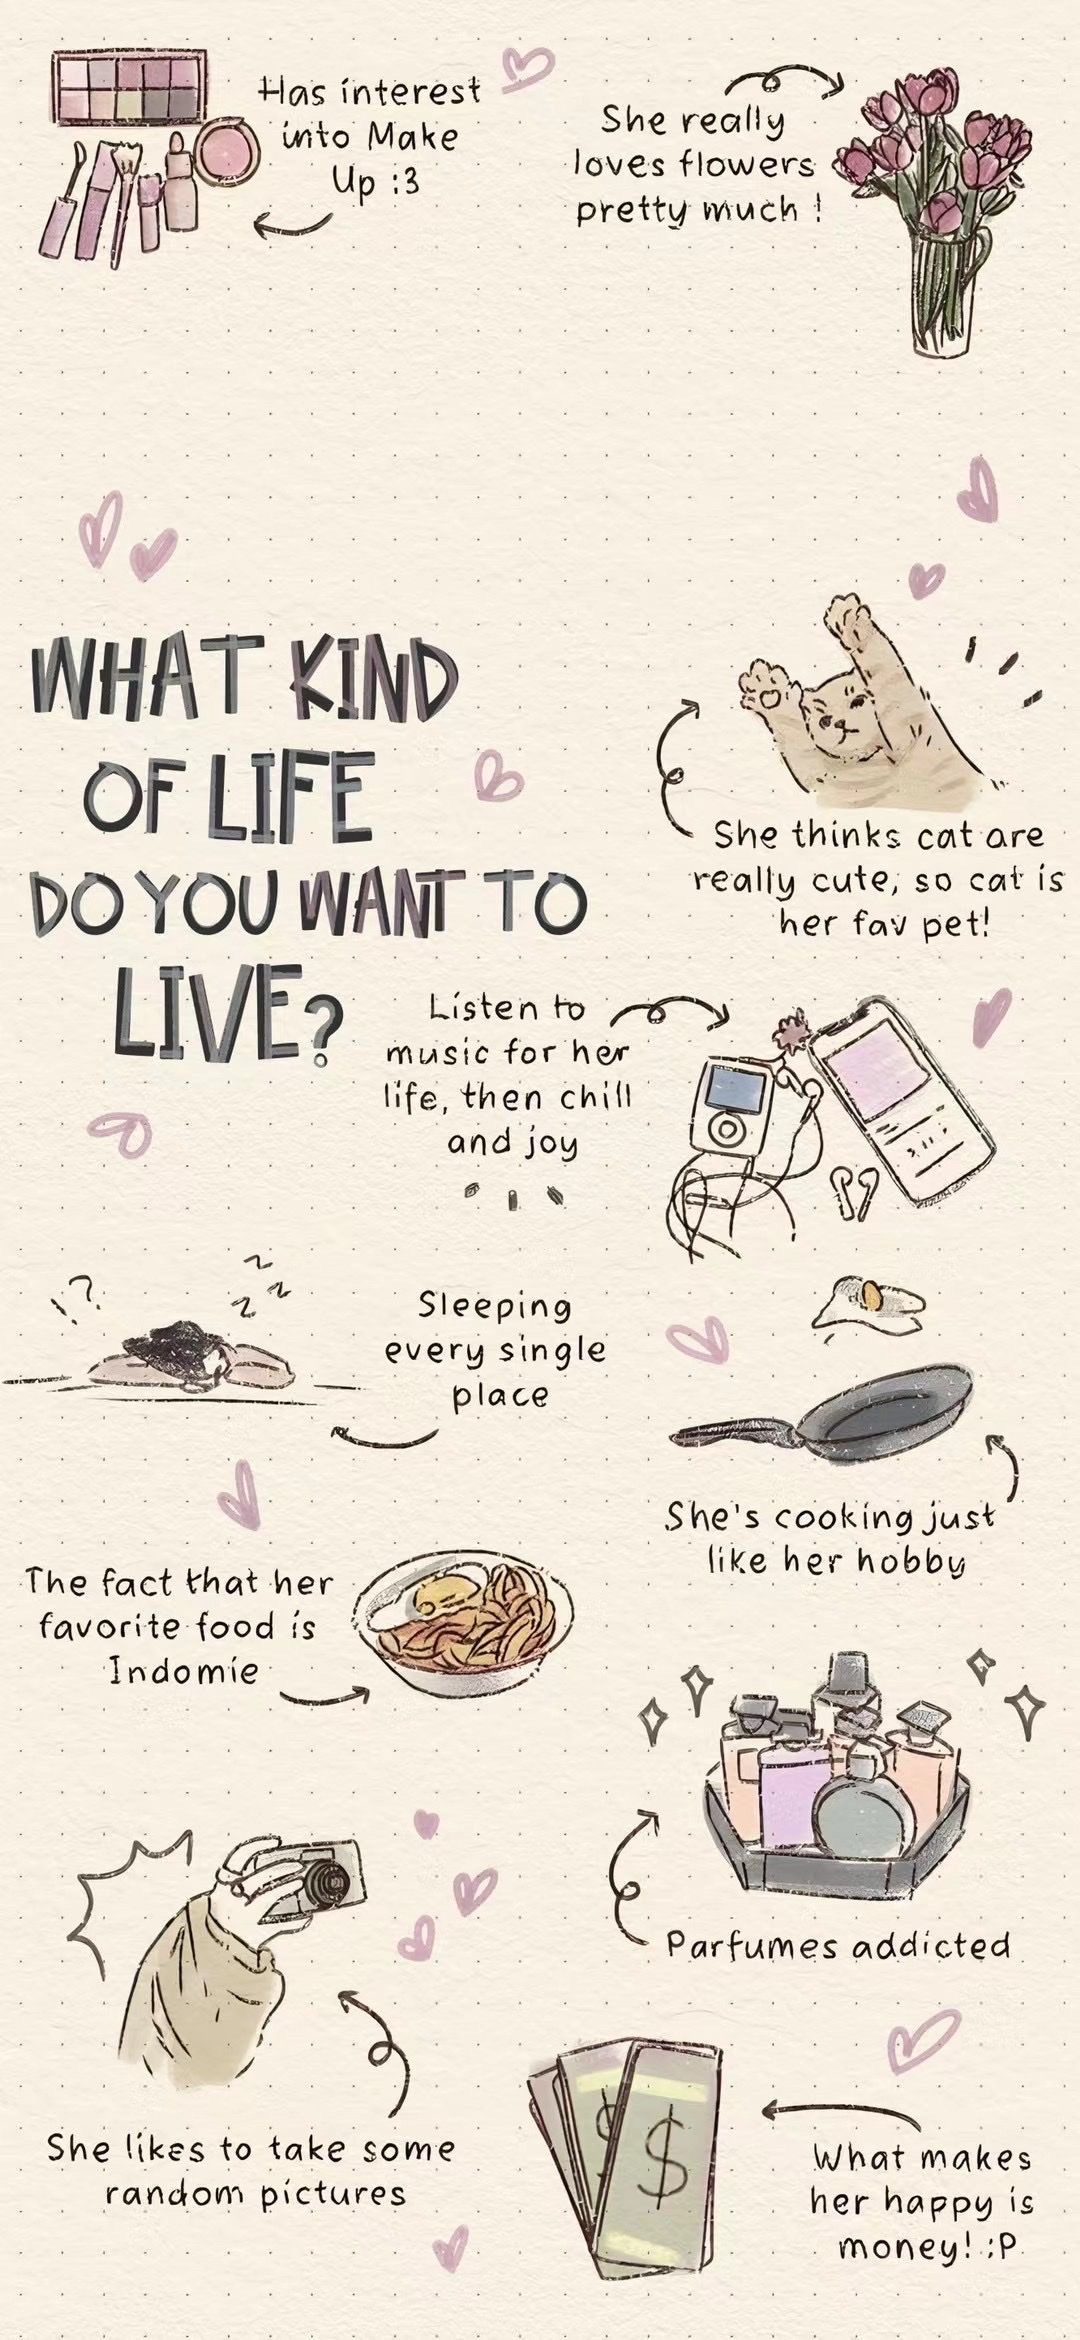 Has interest
into Make
Up :3
She really
loves flowers
pretty much !
WHAT KIND
OF LIFE
DO YOU WANT TO
LIVE?
She thinks cat are
really cute, so cat is
her fav pet!
Listen to
music for her
life, then chill
and joy
!?
z
z
z
Sleeping
every single
place
She's cooking just
like her hobby
The fact that her
favorite food is
Indomie
Parfumes addicted
She likes to take some
random pictures
$
$
What makes
her happy is
money! :P